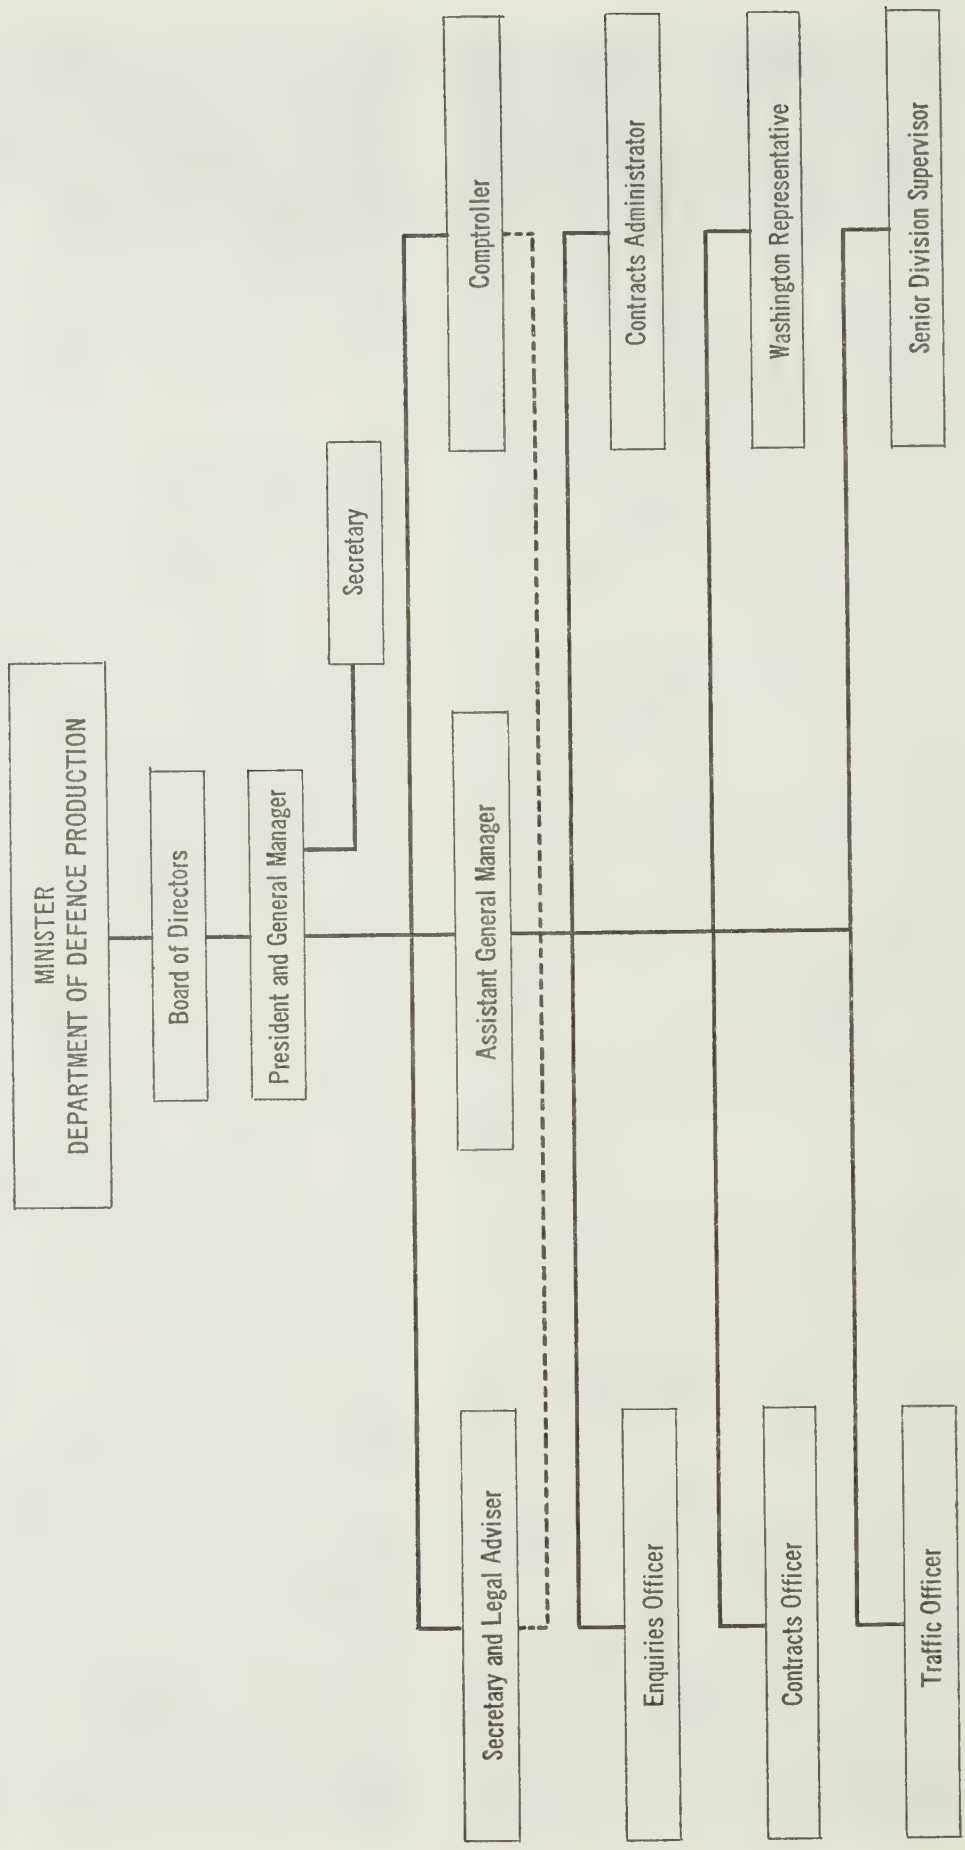 MINISTER
DEPARTMENT OF DEFENCE PRODUCTION
Board of Directors
President and General Manager
Secretary
Secretary and Legal Adviser
Assistant General Manager
Comptroller
Enquiries Officer
Contracts Administrator
Contracts Officer
Washington Representative
Traffic Officer
Senior Division Supervisor